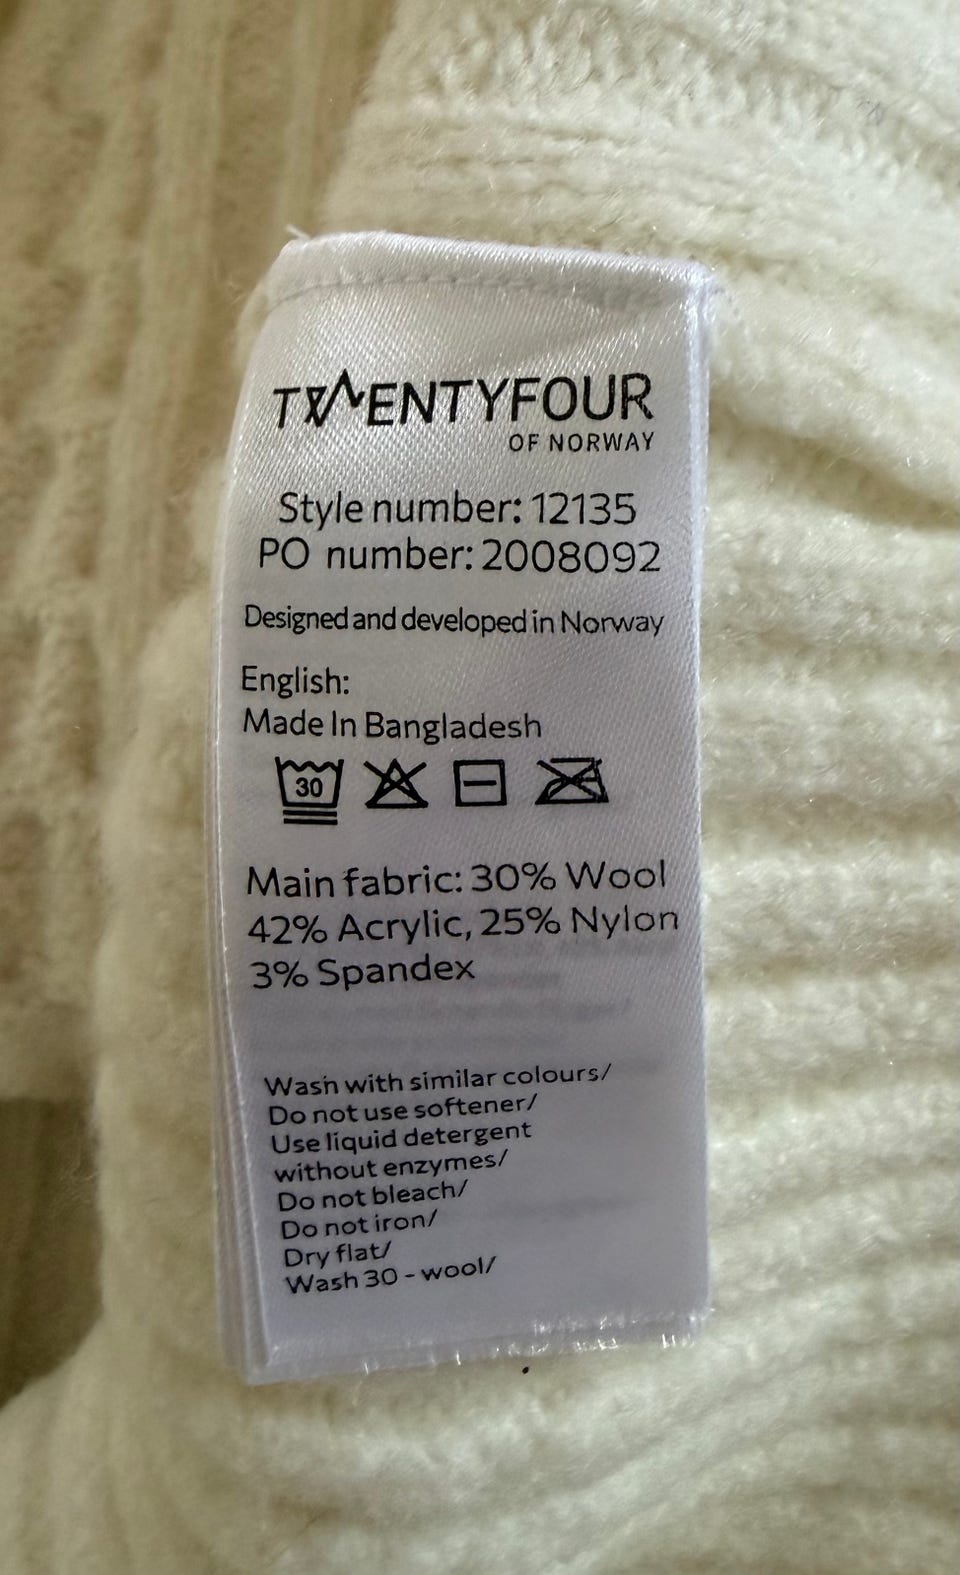 TWENTYFOUR
OF NORWAY
Style number: 12135
PO number: 2008092
Designed and developed in Norway
English:
Made In Bangladesh
30
Main fabric: 30% Wool
42% Acrylic, 25% Nylon
3% Spandex
Wash with similar colours/
Do not use softener/
Use liquid detergent
without enzymes/
Do not bleach/
Do not iron/
Dry flat/
Wash 30 - wool/